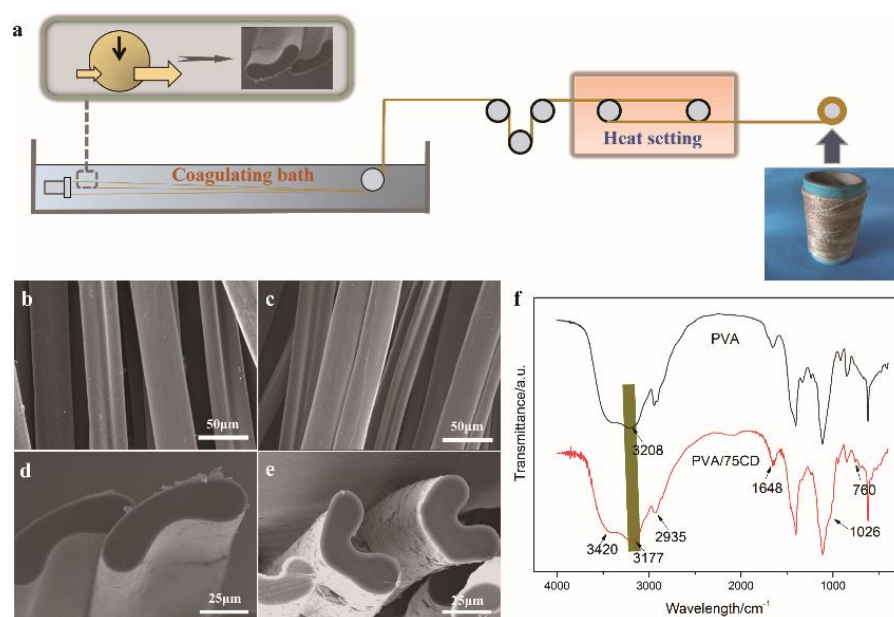 a
Coagulating bath
Heat setting
b
50μm
c
50μm
d
25μm
e
25μm
f
Transmittance/a.u.
PVA
3208
PVA/75CD
1648
760
3420
3177
2935
1026
4000
3000
2000
1000
Wavelength/cm⁻¹